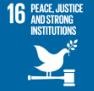 16 PEACE, JUSTICE
AND STRONG
INSTITUTIONS